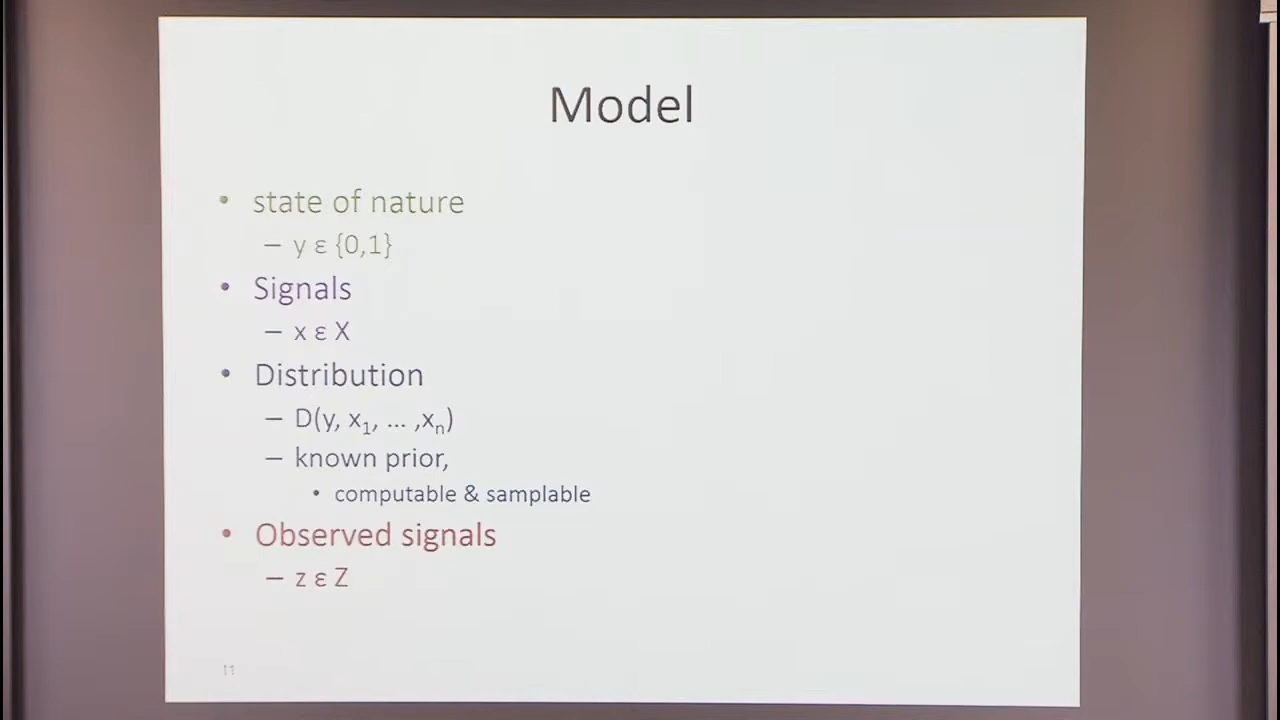 Model
• state of nature
– y ε {0,1}
• Signals
– x ε X
• Distribution
– D(y, x₁, ... ,xₙ)
– known prior,
• computable & samplable
• Observed signals
– z ε Z
11